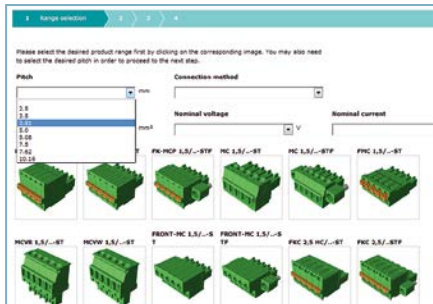 1 Range selection 2 3 4
Please select the desired product range first by clicking on the corresponding image. You may also need
to select the desired pitch in order to proceed to the next step.
Pitch Connection method
mm
2.5
3.5
3.81
5.0
5.08
7.5
7.62
10.16
Nominal voltage Nominal current
mm² V
FK-MCP 1,5/..-STF MC 1,5/..-ST MC 1,5/..-STF FMC 1,5/..-ST
MCVR 1,5/..-ST MCVW 1,5/..-ST FRONT-MC 1,5/..-S
T FRONT-MC 1,5/..-S
TF FKC 2,5 HC/..-ST FKC 2,5/..STF